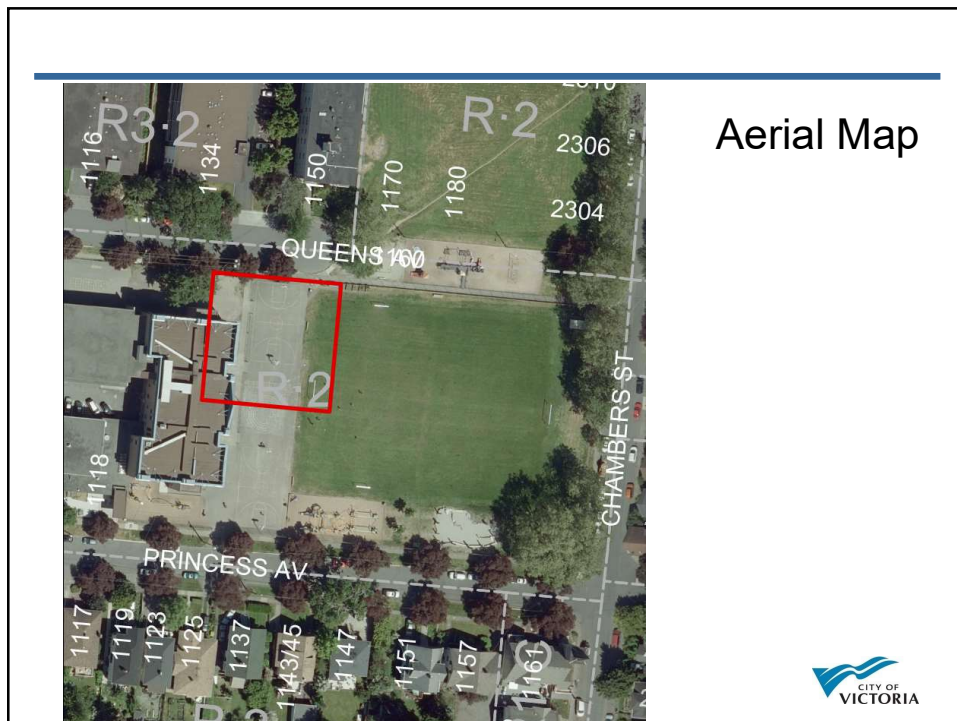 Aerial Map
R3·2
R·2
2306
2304
1116
1134
1150
1170
1180
QUEENS AV
1160
R·2
CHAMBERS ST
1118
PRINCESS AV
1117
1119
1123
1125
1137
1143/45
1147
1151
1157
1161
CITY OF
VICTORIA